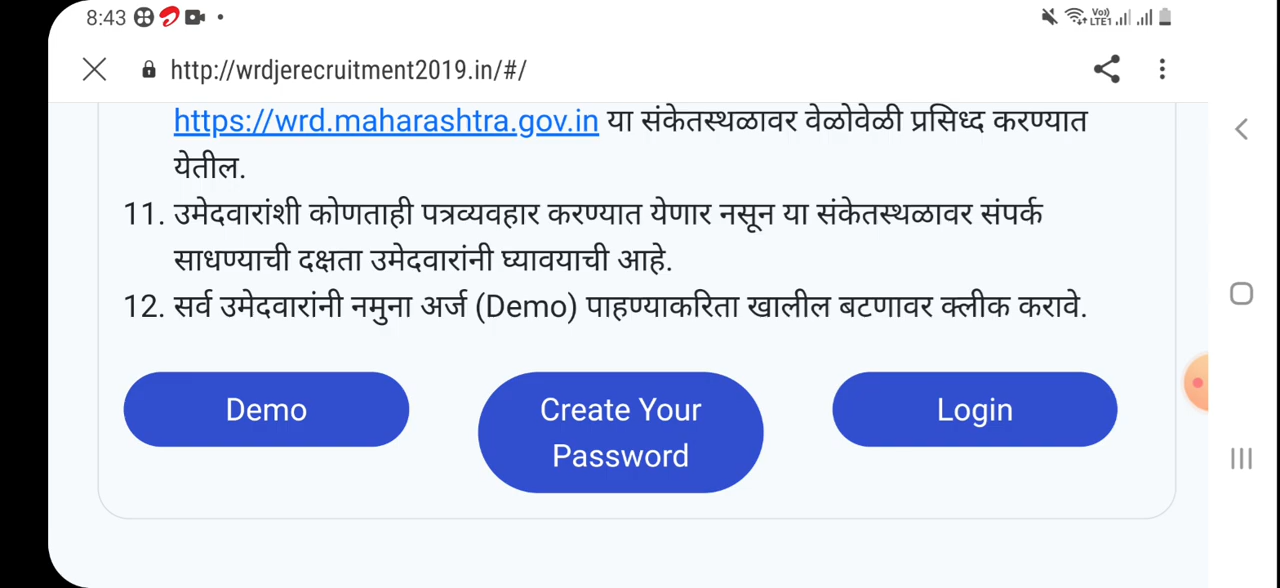 8:43
Vo)
LTE1
http://wrdjerecruitment2019.in/#/
https://wrd.maharashtra.gov.in या संकेतस्थळावर वेळोवेळी प्रसिध्द करण्यात
येतील.
11. उमेदवारांशी कोणताही पत्रव्यवहार करण्यात येणार नसून या संकेतस्थळावर संपर्क
साधण्याची दक्षता उमेदवारांनी घ्यावयाची आहे.
12. सर्व उमेदवारांनी नमुना अर्ज (Demo) पाहण्याकरिता खालील बटणावर क्लीक करावे.
Demo
Create Your
Password
Login